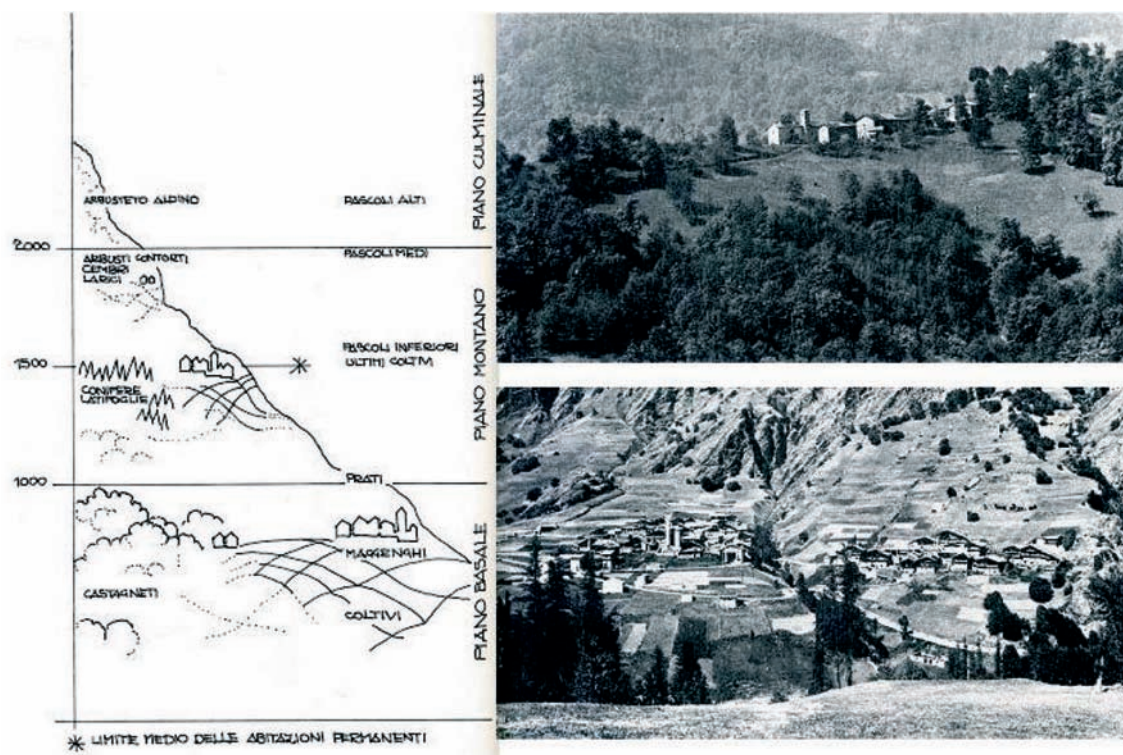 PIANO CULMINALE
ARBUSTETO ALPINO
PASCOLI ALTI
2000
ARBUSTI CONTORTI
CEMBRI
LARICI
PASCOLI MEDI
PIANO MONTANO
PASCOLI INFERIORI
ULTIMI COLTIVI
1500
CONIFERE
LATIFOGLIE
1000
PRATI
PIANO BASALE
MAGGENGHI
CASTAGNETI
COLTIVI
* LIMITE MEDIO DELLE ABITAZIONI PERMANENTI